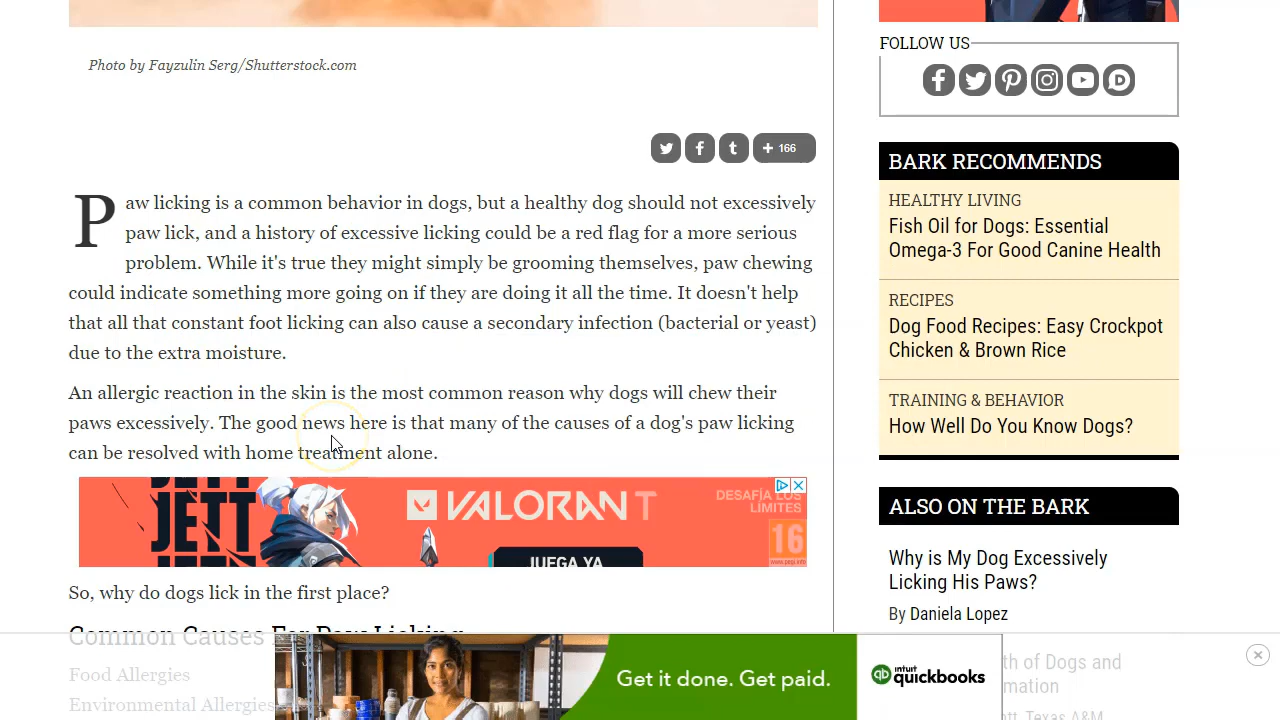 Photo by Fayzulin Serg/Shutterstock.com
+ 166
Paw licking is a common behavior in dogs, but a healthy dog should not excessively
paw lick, and a history of excessive licking could be a red flag for a more serious
problem. While it's true they might simply be grooming themselves, paw chewing
could indicate something more going on if they are doing it all the time. It doesn't help
that all that constant foot licking can also cause a secondary infection (bacterial or yeast)
due to the extra moisture.
An allergic reaction in the skin is the most common reason why dogs will chew their
paws excessively. The good news here is that many of the causes of a dog's paw licking
can be resolved with home treatment alone.
JETT
JETT
VALORANT
DESAFÍA LOS
LÍMITES
16
www.pegi.info
JUEGA YA
So, why do dogs lick in the first place?
Common Causes For Paw Licking
Food Allergies
Environmental Allergies
FOLLOW US
BARK RECOMMENDS
HEALTHY LIVING
Fish Oil for Dogs: Essential
Omega-3 For Good Canine Health
RECIPES
Dog Food Recipes: Easy Crockpot
Chicken & Brown Rice
TRAINING & BEHAVIOR
How Well Do You Know Dogs?
ALSO ON THE BARK
Why is My Dog Excessively
Licking His Paws?
By Daniela Lopez
th of Dogs and
mation
Texas A&M
Get it done. Get paid.
intuit
quickbooks